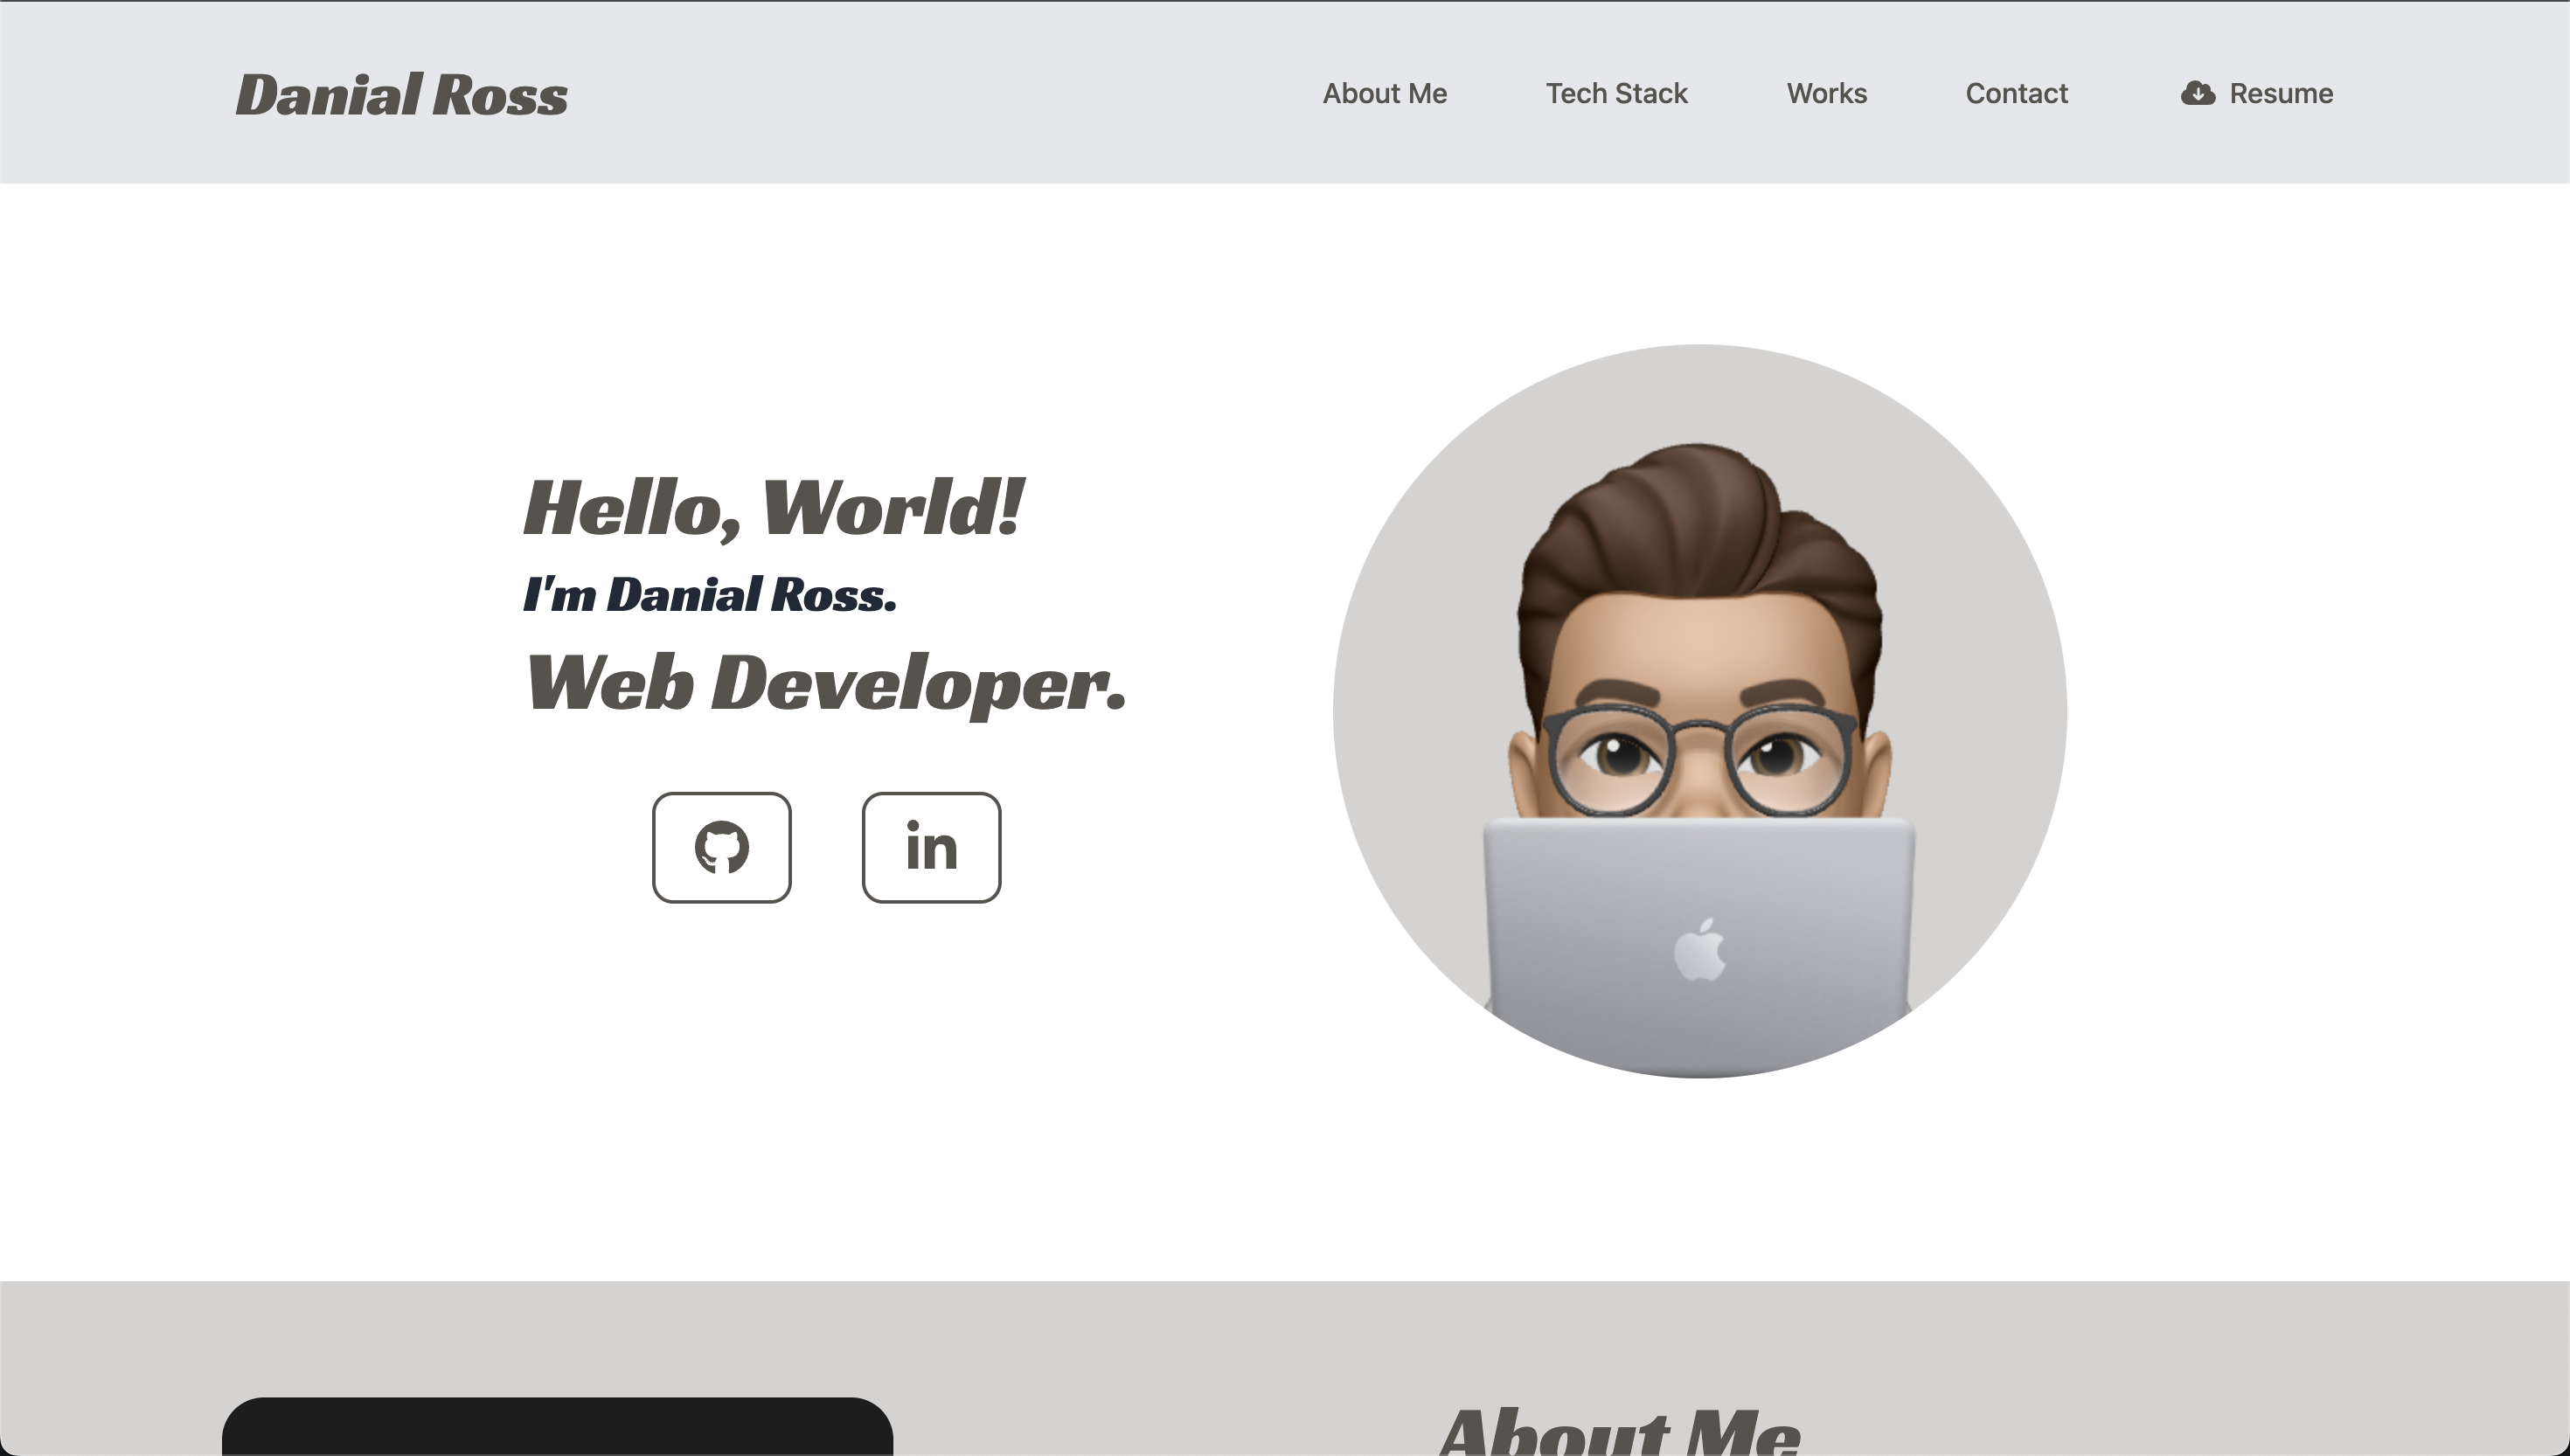 Danial Ross
About Me
Tech Stack
Works
Contact
Resume
Hello, World!
I'm Danial Ross.
Web Developer.
in
About Me